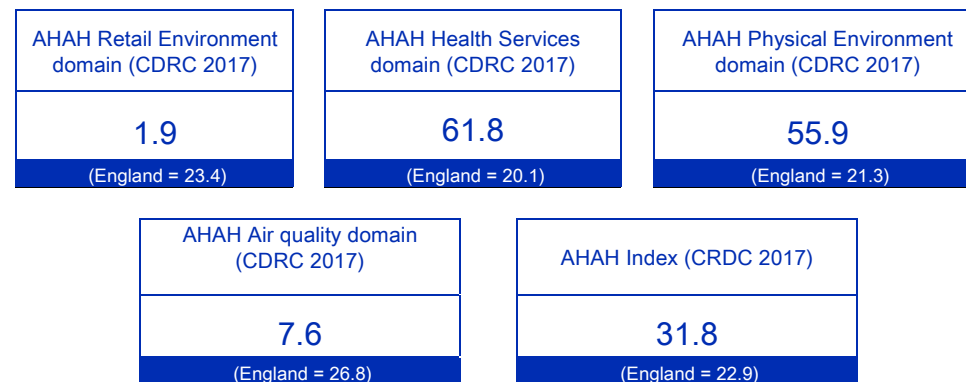 AHAH Retail Environment
domain (CDRC 2017)
1.9
(England = 23.4)
AHAH Health Services
domain (CDRC 2017)
61.8
(England = 20.1)
AHAH Physical Environment
domain (CDRC 2017)
55.9
(England = 21.3)
AHAH Air quality domain
(CDRC 2017)
7.6
(England = 26.8)
AHAH Index (CRDC 2017)
31.8
(England = 22.9)